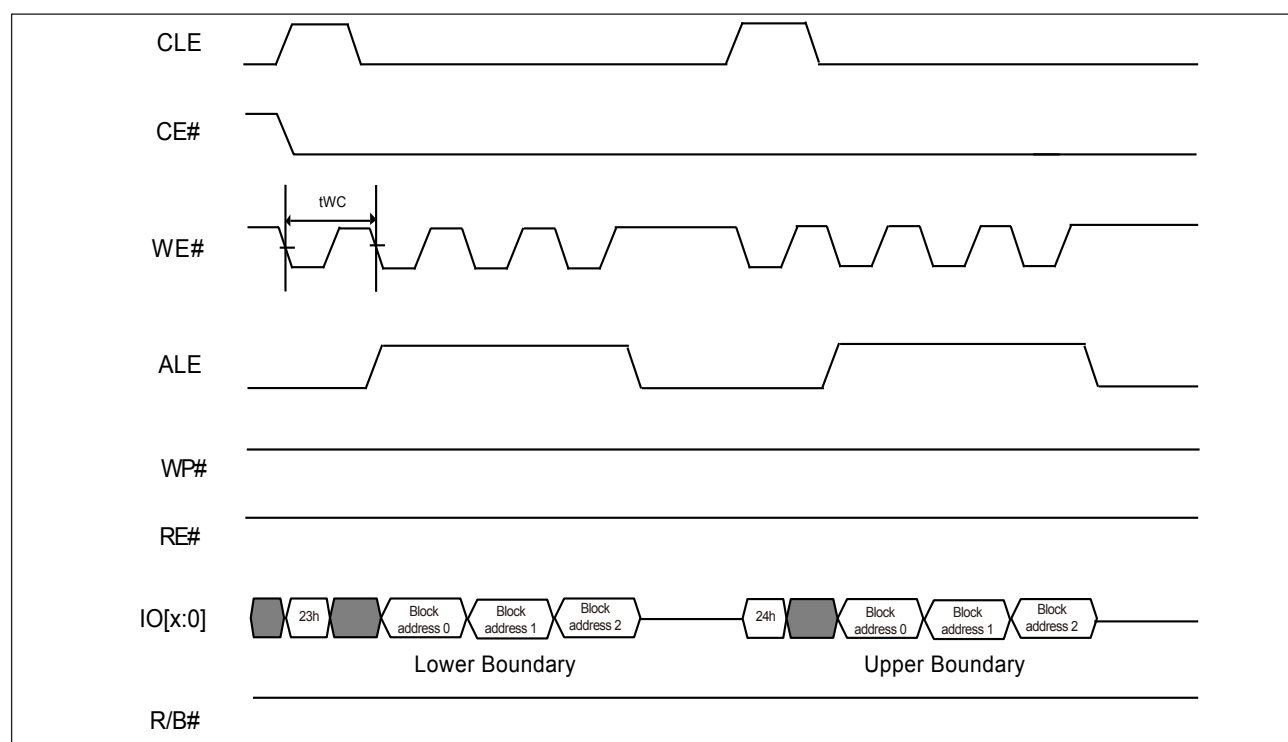 CLE
CE#
tWC
WE#
ALE
WP#
RE#
IO[x:0]
23h
Block
address 0
Block
address 1
Block
address 2
24h
Block
address 0
Block
address 1
Block
address 2
Lower Boundary
Upper Boundary
R/B#